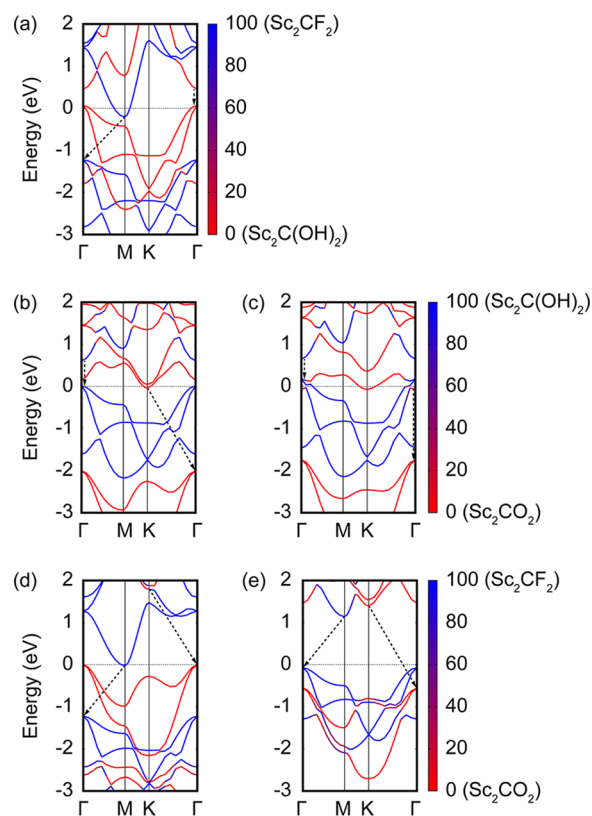 (a)
Energy (eV)
2
1
0
-1
-2
-3
Γ M K Γ
100 (Sc₂CF₂)
80
60
40
20
0 (Sc₂C(OH)₂)
(b)
Energy (eV)
2
1
0
-1
-2
-3
Γ M K Γ
(c)
2
1
0
-1
-2
-3
Γ M K Γ
100 (Sc₂C(OH)₂)
80
60
40
20
0 (Sc₂CO₂)
(d)
Energy (eV)
2
1
0
-1
-2
-3
Γ M K Γ
(e)
2
1
0
-1
-2
-3
Γ M K Γ
100 (Sc₂CF₂)
80
60
40
20
0 (Sc₂CO₂)